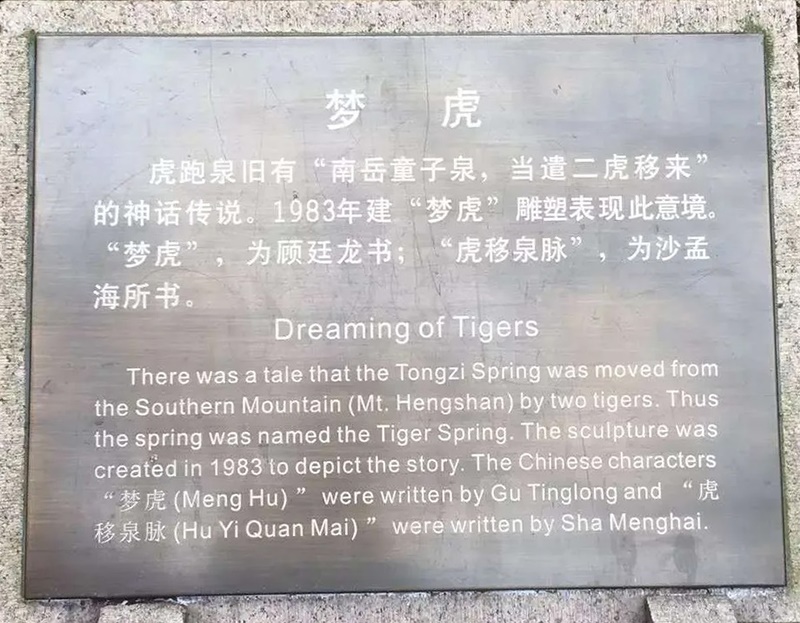 梦 虎
虎跑泉旧有“南岳童子泉，当遣二虎移来”
的神话传说。1983年建“梦虎”雕塑表现此意境。
“梦虎”，为顾廷龙书；“虎移泉脉”，为沙孟
海所书。
Dreaming of Tigers
There was a tale that the Tongzi Spring was moved from
the Southern Mountain (Mt. Hengshan) by two tigers. Thus
the spring was named the Tiger Spring. The sculpture was
created in 1983 to depict the story. The Chinese characters
“梦虎 (Meng Hu) ” were written by Gu Tinglong and “虎
移泉脉 (Hu Yi Quan Mai) ” were written by Sha Menghai.